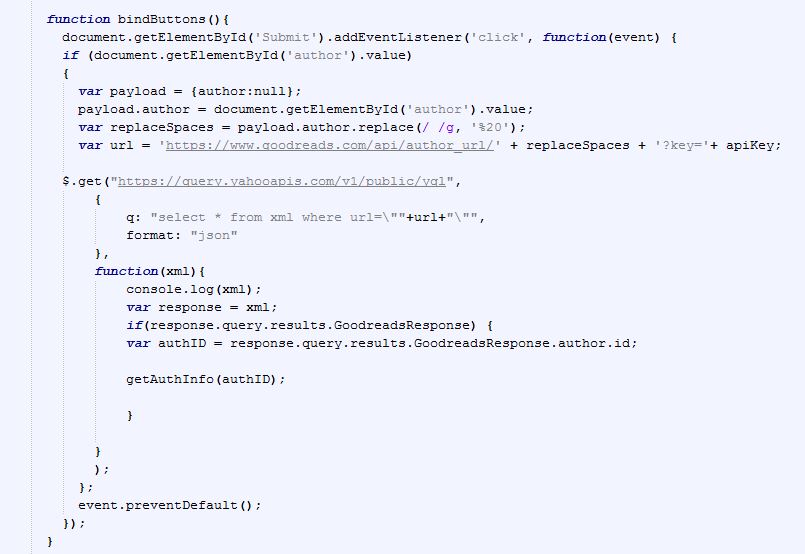 function bindButtons(){
document.getElementById('Submit').addEventListener('click', function(event) {
if (document.getElementById('author').value)
{
var payload = {author:null};
payload.author = document.getElementById('author').value;
var replaceSpaces = payload.author.replace(/ /g, '%20');
var url = 'https://www.goodreads.com/api/author_url/' + replaceSpaces + '?key='+ apiKey;
$.get("https://query.yahooapis.com/v1/public/yql",
{
q: "select * from xml where url=\""+url+"\"",
format: "json"
},
function(xml){
console.log(xml);
var response = xml;
if(response.query.results.GoodreadsResponse) {
var authID = response.query.results.GoodreadsResponse.author.id;
getAuthInfo(authID);
}
}
);
};
event.preventDefault();
});
}